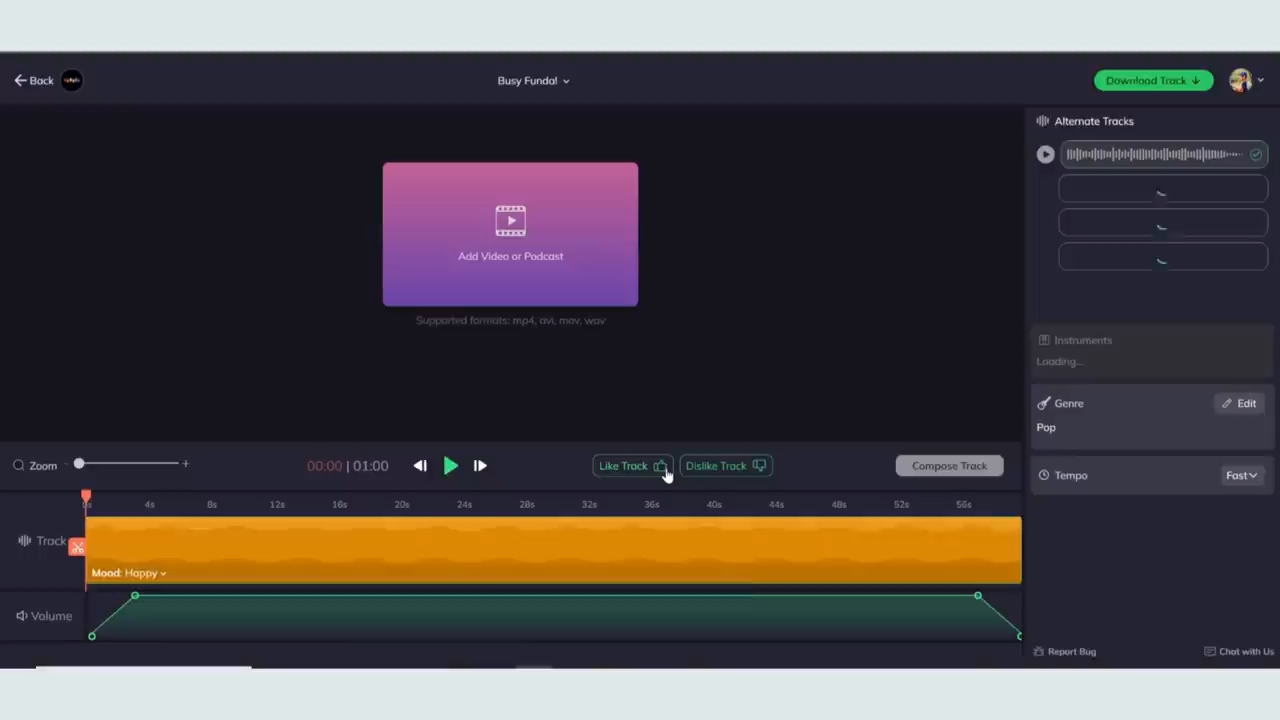 Back
Busy Funda!
Download Track
Alternate Tracks
Add Video or Podcast
Supported formats: mp4, avi, mov, wav
Instruments
Loading...
Genre
Edit
Pop
Tempo
Fast
Zoom
- +
00:00 | 01:00
Like Track
Dislike Track
Compose Track
0s 4s 8s 12s 16s 20s 24s 28s 32s 36s 40s 44s 48s 52s 56s
Track
Mood: Happy
Volume
Report Bug
Chat with Us